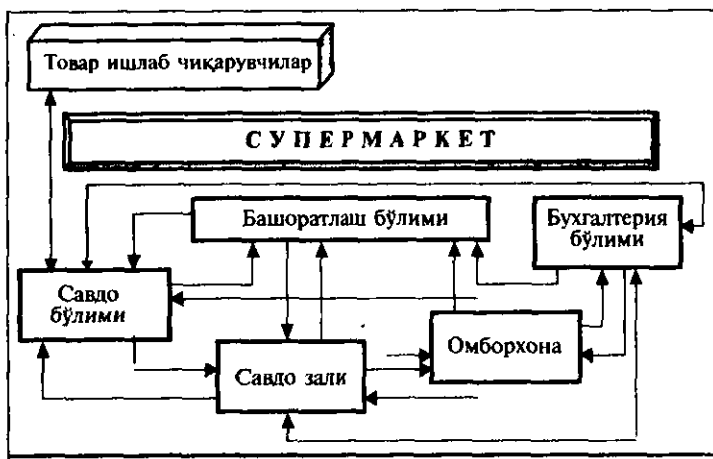 Товар ишлаб чиқарувчилар
СУПЕРМАРКЕТ
Башоратлаш бўлими
Бухгалтерия
бўлими
Савдо
бўлими
Омборхона
Савдо зали